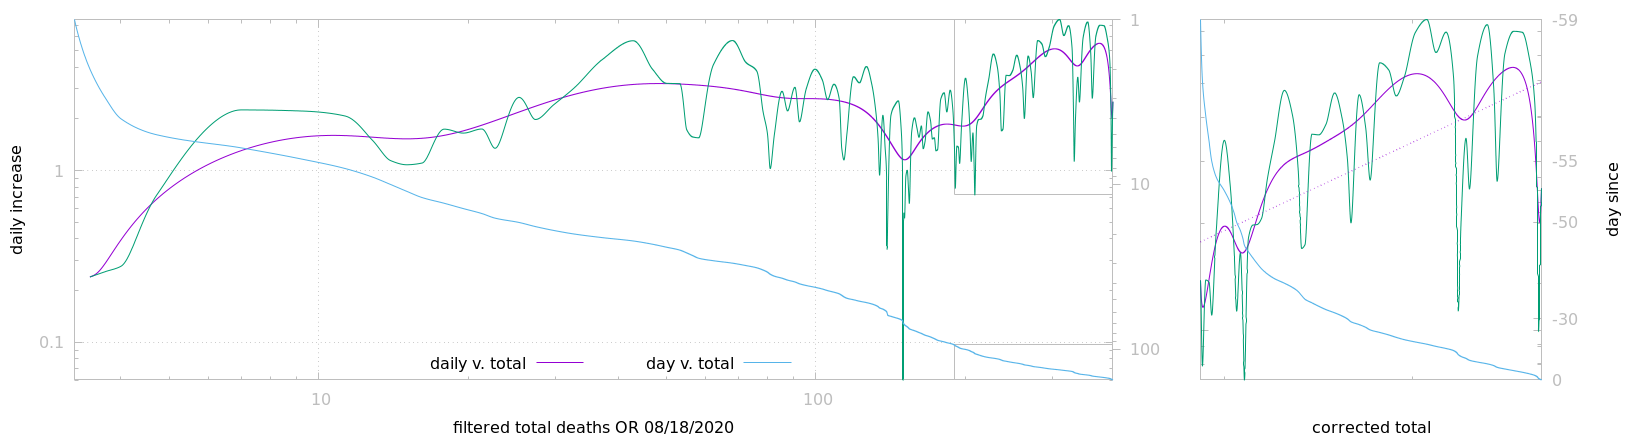 daily increase
1
0.1
10
100
daily v. total
day v. total
1
10
100
filtered total deaths OR 08/18/2020
-59
-55
-50
-30
0
day since
corrected total